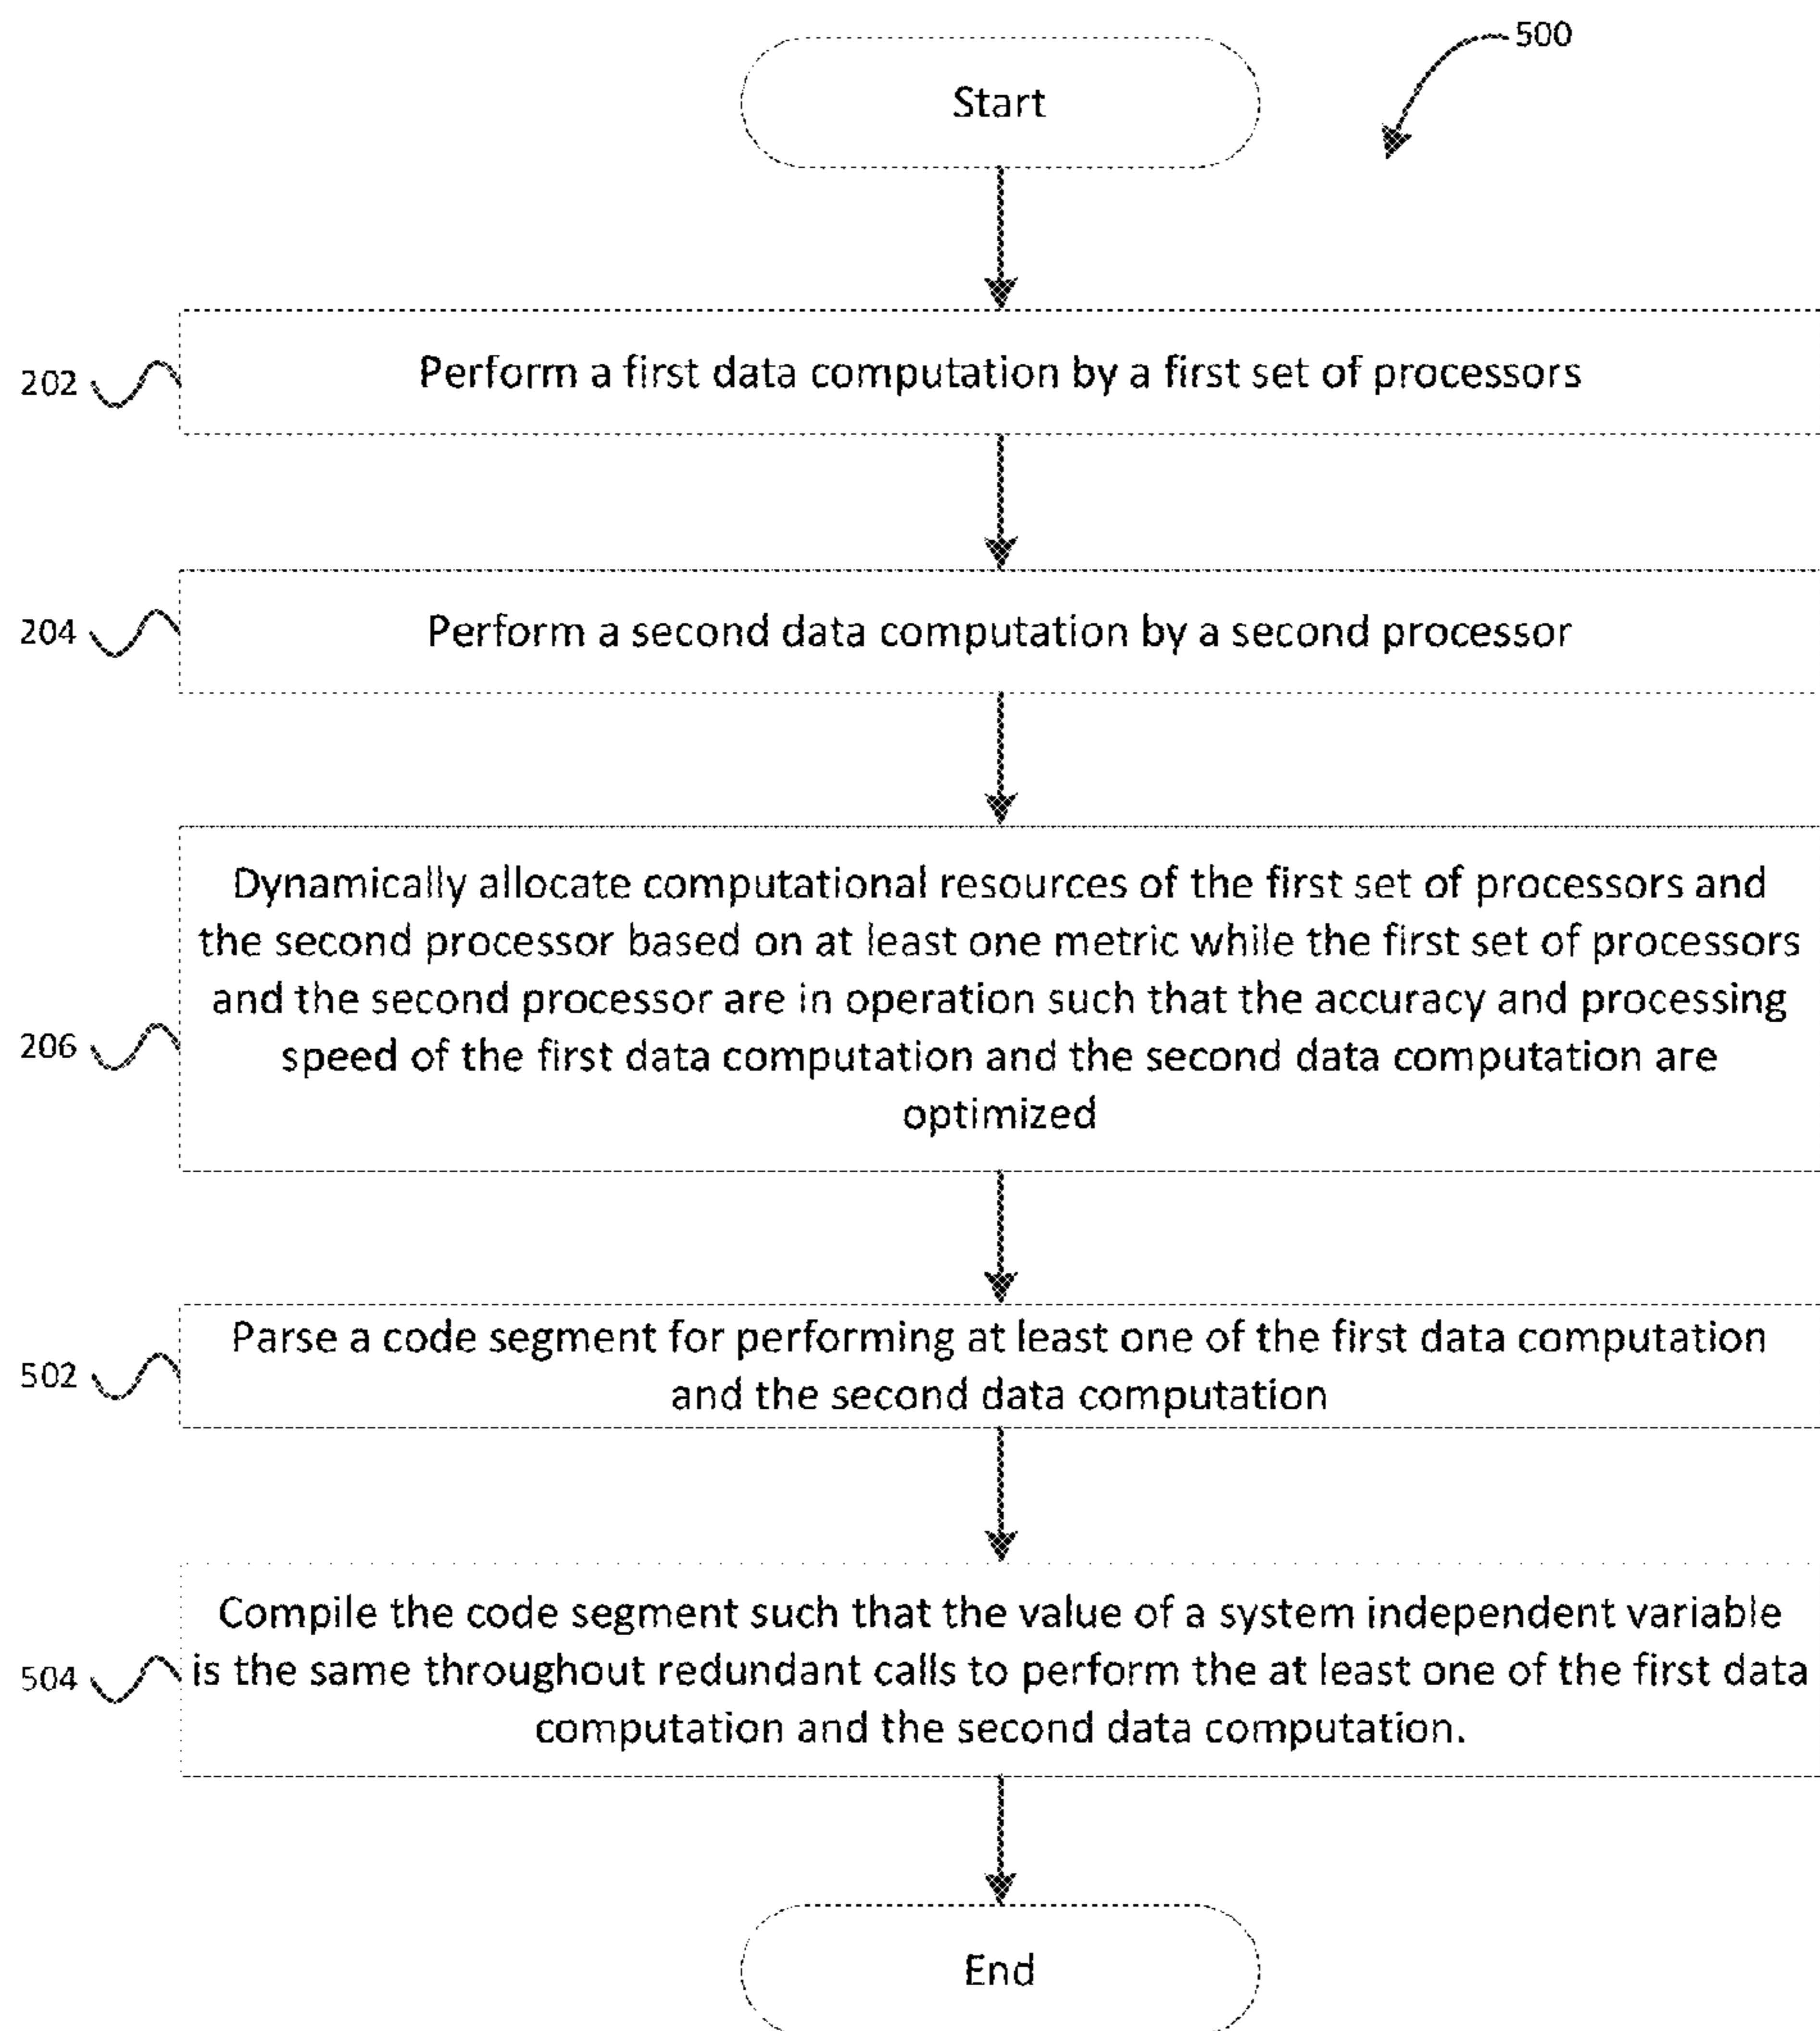 500
Start
202
Perform a first data computation by a first set of processors
204
Perform a second data computation by a second processor
206
Dynamically allocate computational resources of the first set of processors and
the second processor based on at least one metric while the first set of processors
and the second processor are in operation such that the accuracy and processing
speed of the first data computation and the second data computation are
optimized
502
Parse a code segment for performing at least one of the first data computation
and the second data computation
504
Compile the code segment such that the value of a system independent variable
is the same throughout redundant calls to perform the at least one of the first data
computation and the second data computation.
End